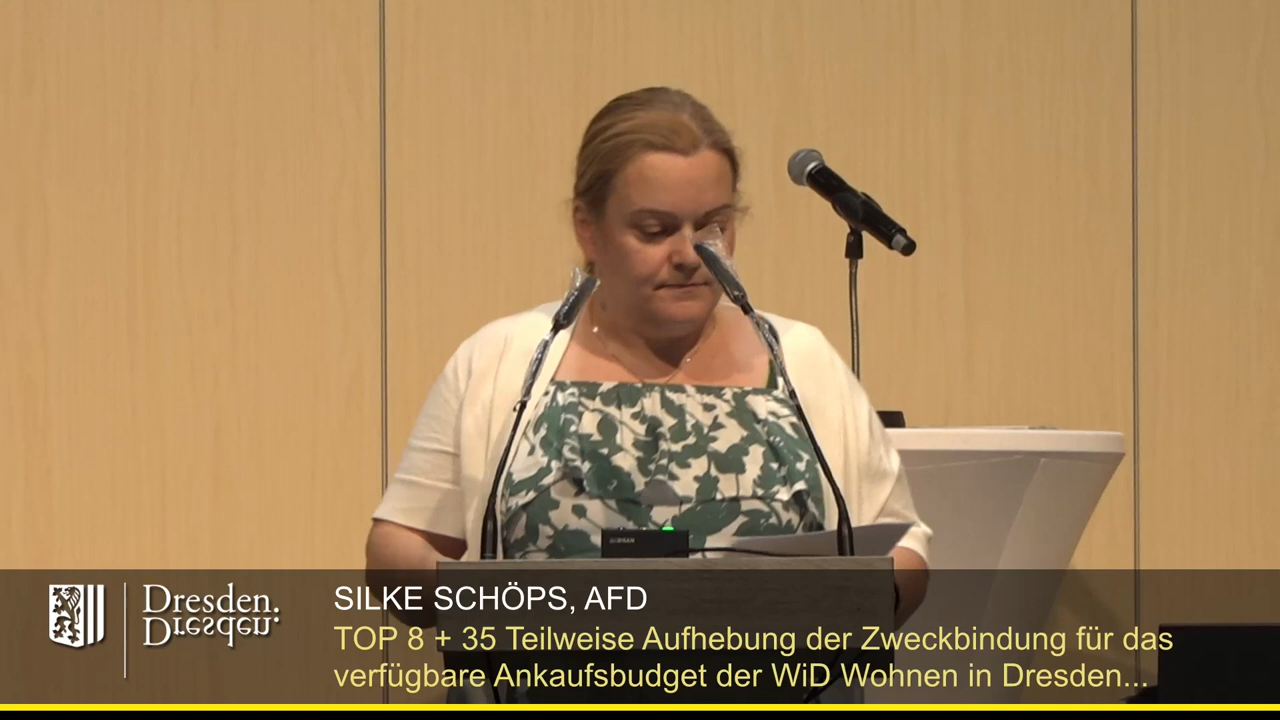 Dresden.
Dresden.
SILKE SCHÖPS, AFD
TOP 8 + 35 Teilweise Aufhebung der Zweckbindung für das
verfügbare Ankaufsbudget der WiD Wohnen in Dresden...